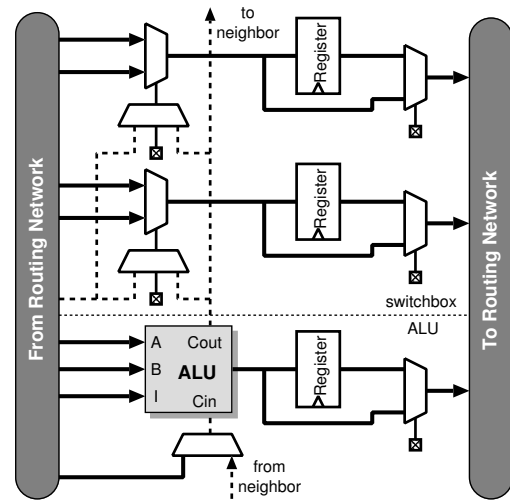 to
neighbor
Register
From Routing Network
To Routing Network
Register
switchbox
ALU
A
Cout
B
ALU
I
Cin
Register
from
neighbor